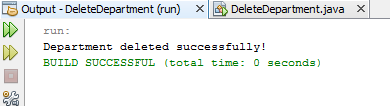 Output - DeleteDepartment (run) DeleteDepartment.java
run:
Department deleted successfully!
BUILD SUCCESSFUL (total time: 0 seconds)